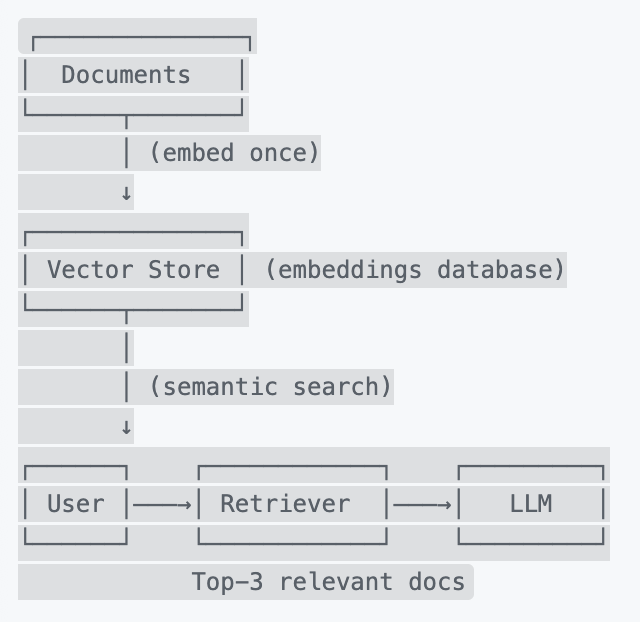 Documents
(embed once)
↓
Vector Store (embeddings database)
(semantic search)
↓
User ──→ Retriever ──→ LLM
Top-3 relevant docs